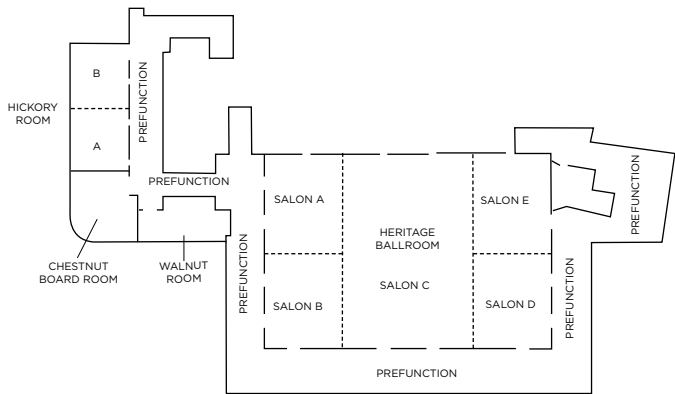 B
HICKORY
ROOM
PREFUNCTION
A
PREFUNCTION
PREFUNCTION
SALON A
SALON E
HERITAGE
BALLROOM
CHESTNUT
BOARD ROOM
WALNUT
ROOM
PREFUNCTION
SALON C
PREFUNCTION
SALON B
SALON D
PREFUNCTION